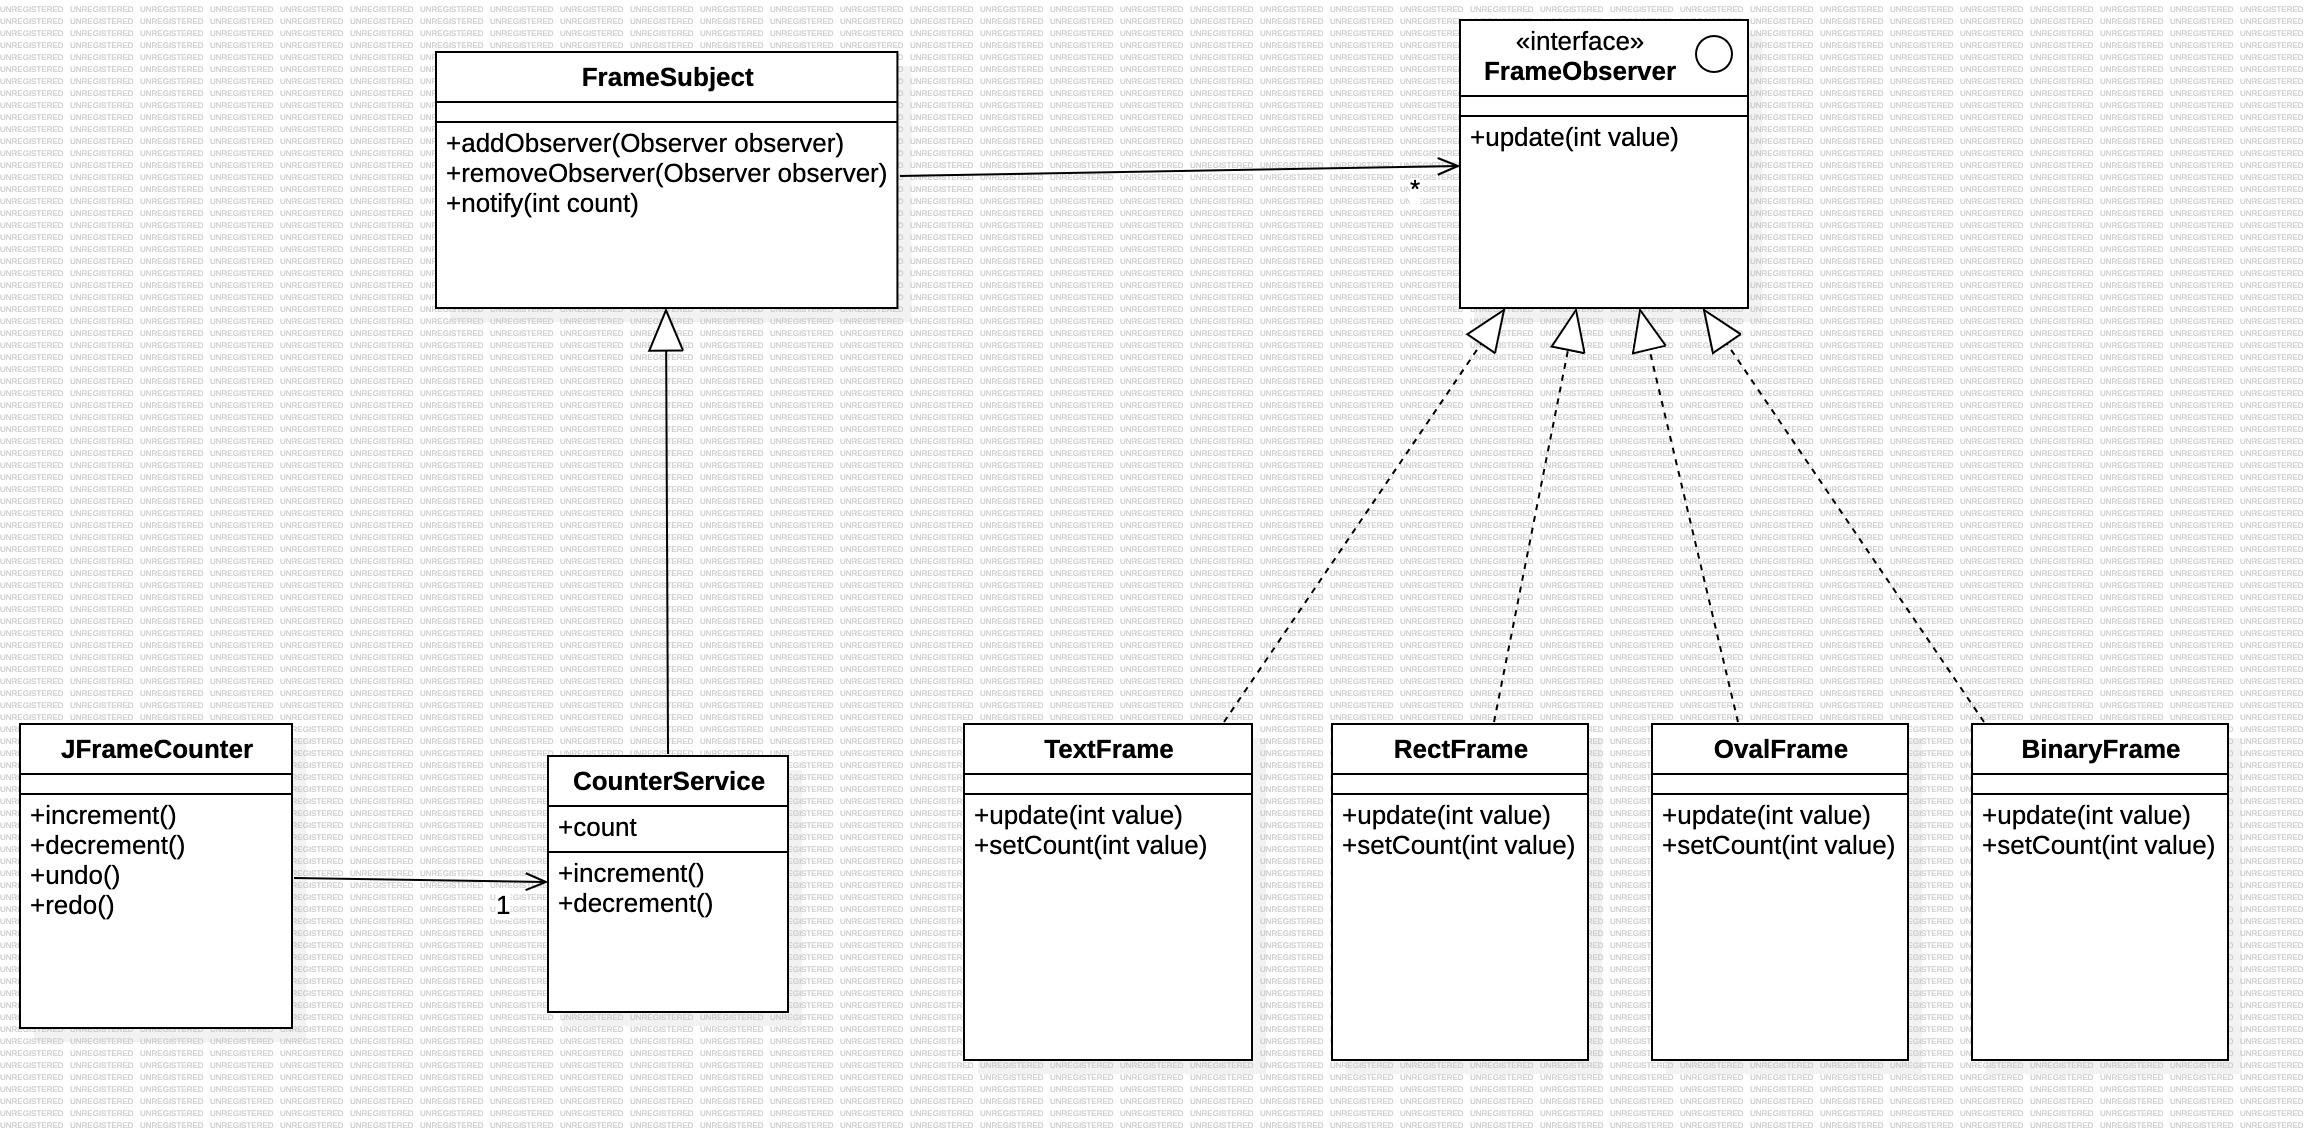 FrameSubject
+addObserver(Observer observer)
+removeObserver(Observer observer)
+notify(int count)
«interface»
FrameObserver
+update(int value)
*
JFrameCounter
+increment()
+decrement()
+undo()
+redo()
1
CounterService
+count
+increment()
+decrement()
TextFrame
+update(int value)
+setCount(int value)
RectFrame
+update(int value)
+setCount(int value)
OvalFrame
+update(int value)
+setCount(int value)
BinaryFrame
+update(int value)
+setCount(int value)
UNREGISTERED